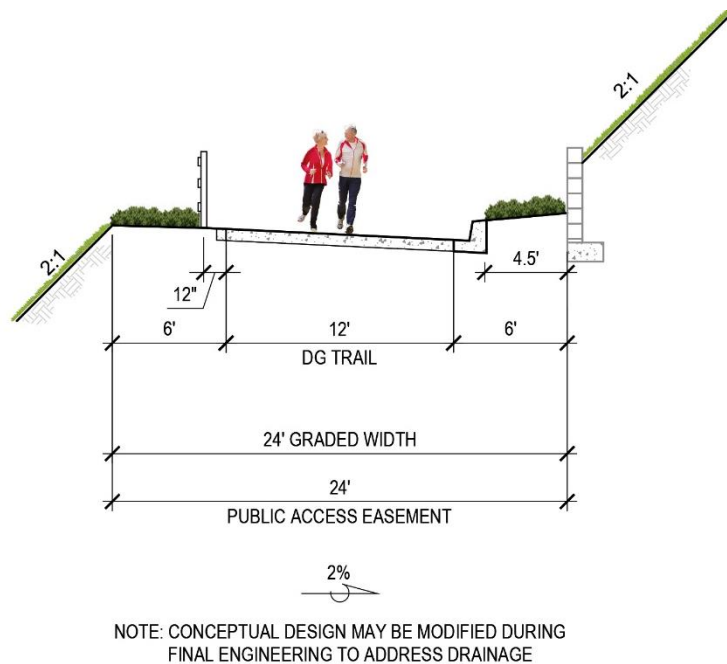 2:1
2:1
4.5'
12"
6'
12'
6'
DG TRAIL
24' GRADED WIDTH
24'
PUBLIC ACCESS EASEMENT
2%
NOTE: CONCEPTUAL DESIGN MAY BE MODIFIED DURING
FINAL ENGINEERING TO ADDRESS DRAINAGE